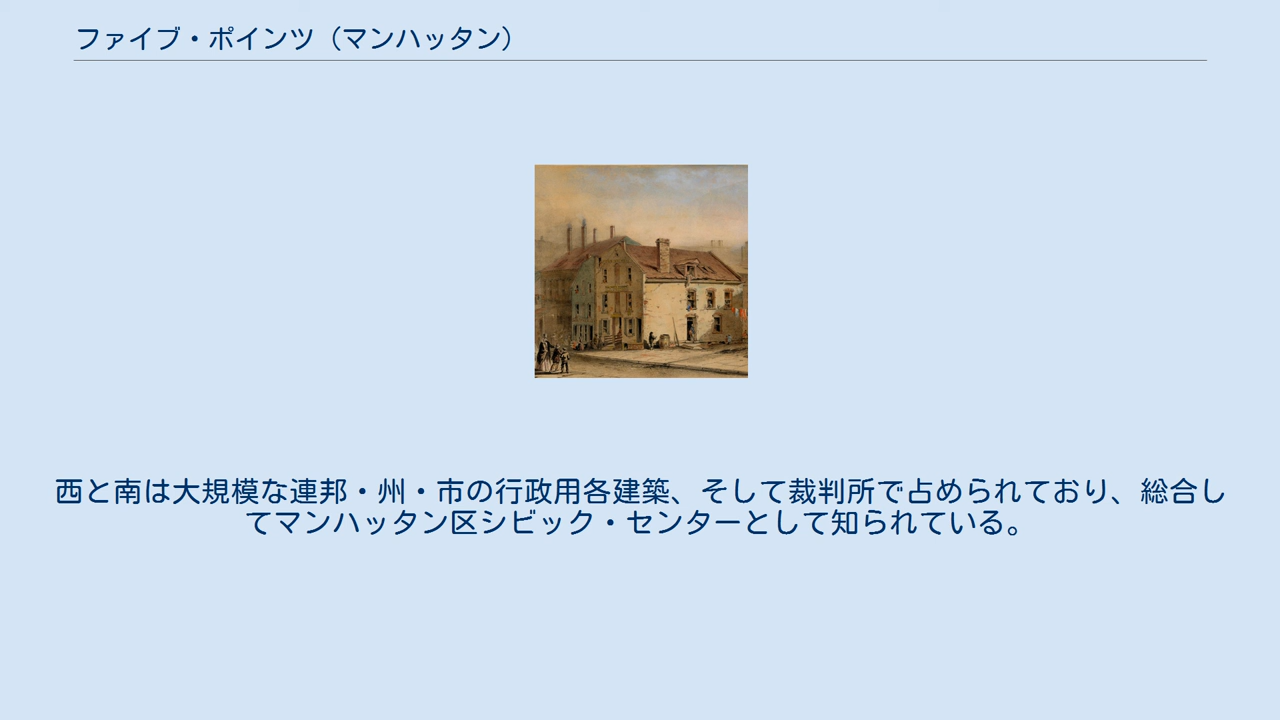 ファイブ・ポインツ（マンハッタン）
西と南は大規模な連邦・州・市の行政用各建築、そして裁判所で占められており、総合し
てマンハッタン区シビック・センターとして知られている。